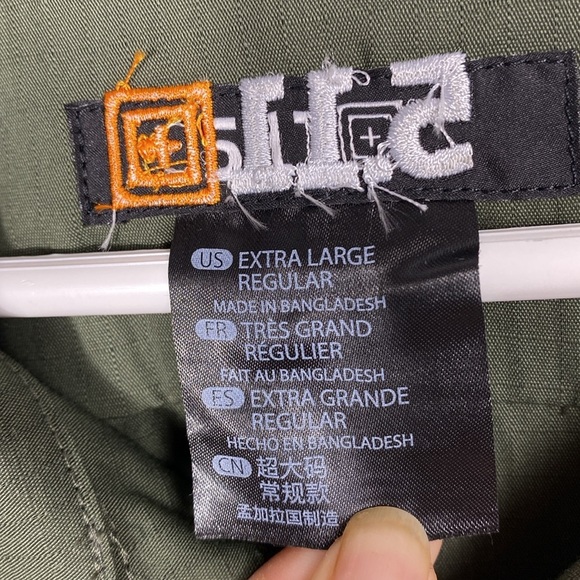 5.11
US EXTRA LARGE
REGULAR
MADE IN BANGLADESH
FR TRES GRAND
REGULIER
FAIT AU BANGLADESH
ES EXTRA GRANDE
REGULAR
HECHO EN BANGLADESH
CN 超大码
常规款
孟加拉国制造